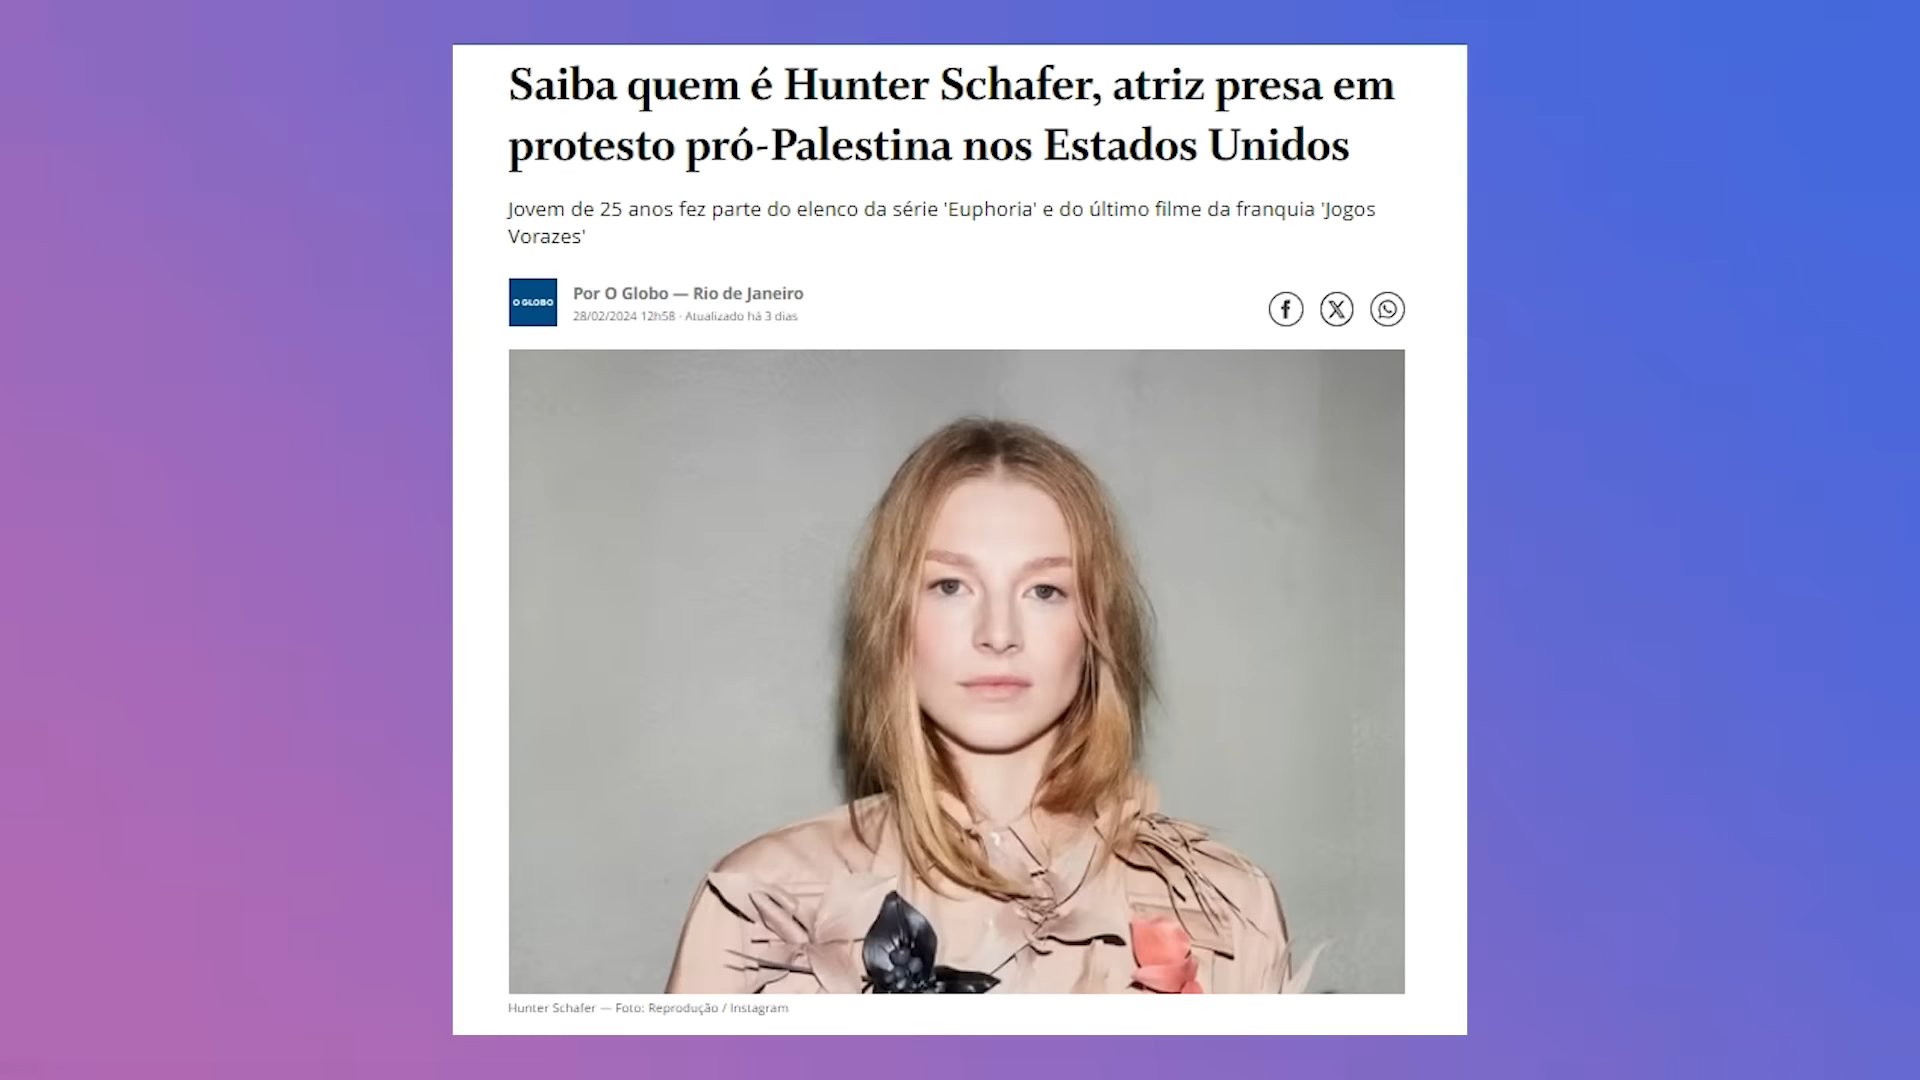 Saiba quem é Hunter Schafer, atriz presa em
protesto pró-Palestina nos Estados Unidos
Jovem de 25 anos fez parte do elenco da série 'Euphoria' e do último filme da franquia 'Jogos
Vorazes'
O GLOBO
Por O Globo — Rio de Janeiro
28/02/2024 12h58 · Atualizado há 3 dias
Hunter Schafer — Foto: Reprodução / Instagram